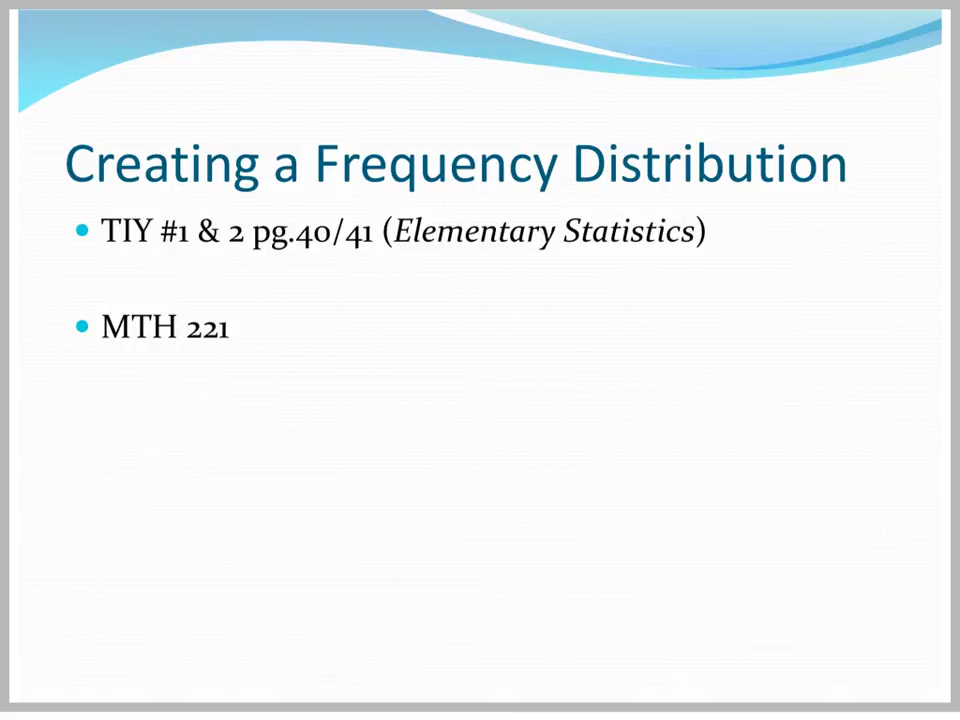 Creating a Frequency Distribution
TIY #1 & 2 pg.40/41 (Elementary Statistics)
MTH 221